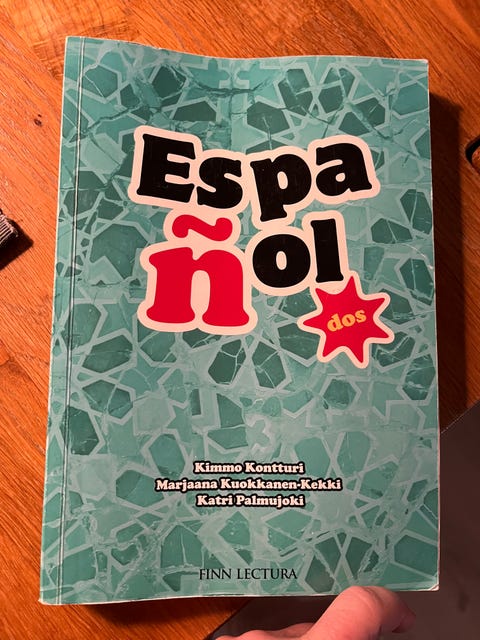 Espa
ñol
dos
Kimmo Kontturi
Marjaana Kuokkanen-Kekki
Katri Palmujoki
FINN LECTURA